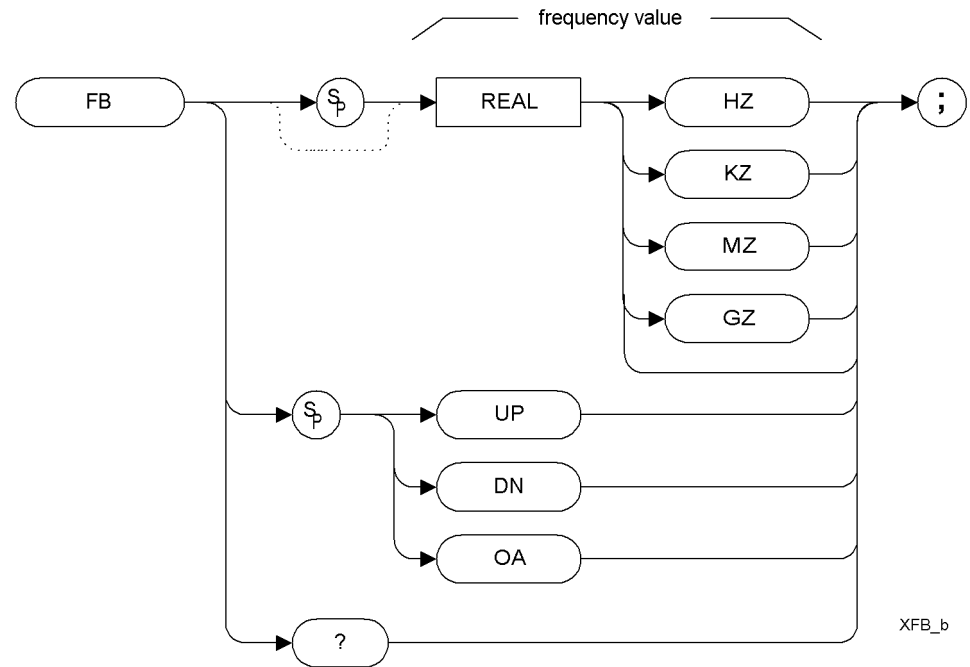 frequency value
FB
SP
REAL
HZ
;
KZ
MZ
GZ
SP
UP
DN
OA
?
XFB_b